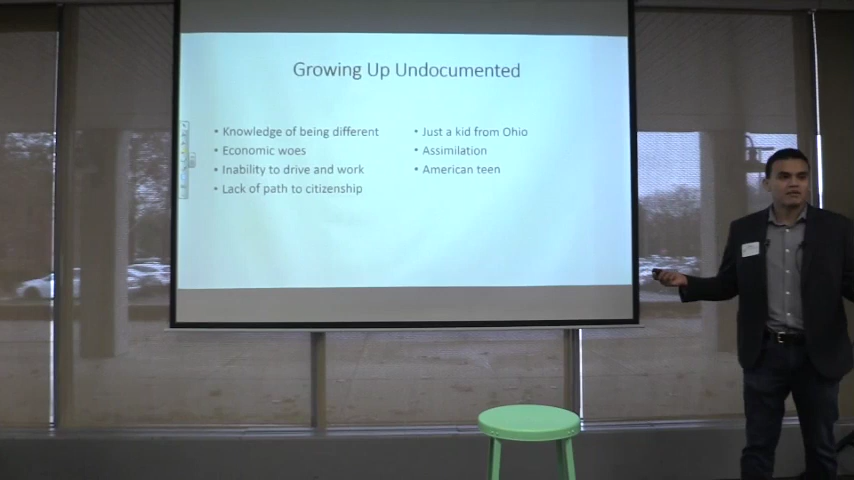 Growing Up Undocumented
• Knowledge of being different
• Economic woes
• Inability to drive and work
• Lack of path to citizenship
• Just a kid from Ohio
• Assimilation
• American teen